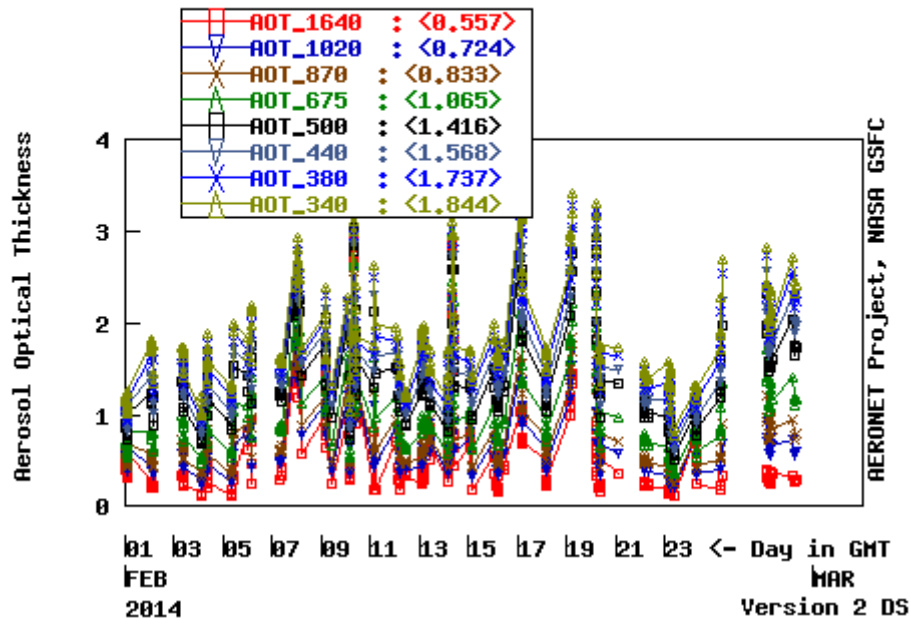 AOT_1640 : <0.557>
AOT_1020 : <0.724>
AOT_870 : <0.833>
AOT_675 : <1.065>
AOT_500 : <1.416>
AOT_440 : <1.568>
AOT_380 : <1.737>
AOT_340 : <1.844>
Aerosol Optical Thickness
4
3
2
1
0
AERONET Project, NASA GSFC
01 03 05 07 09 11 13 15 17 19 21 23 <- Day in GMT
FEB MAR
2014 Version 2 DS